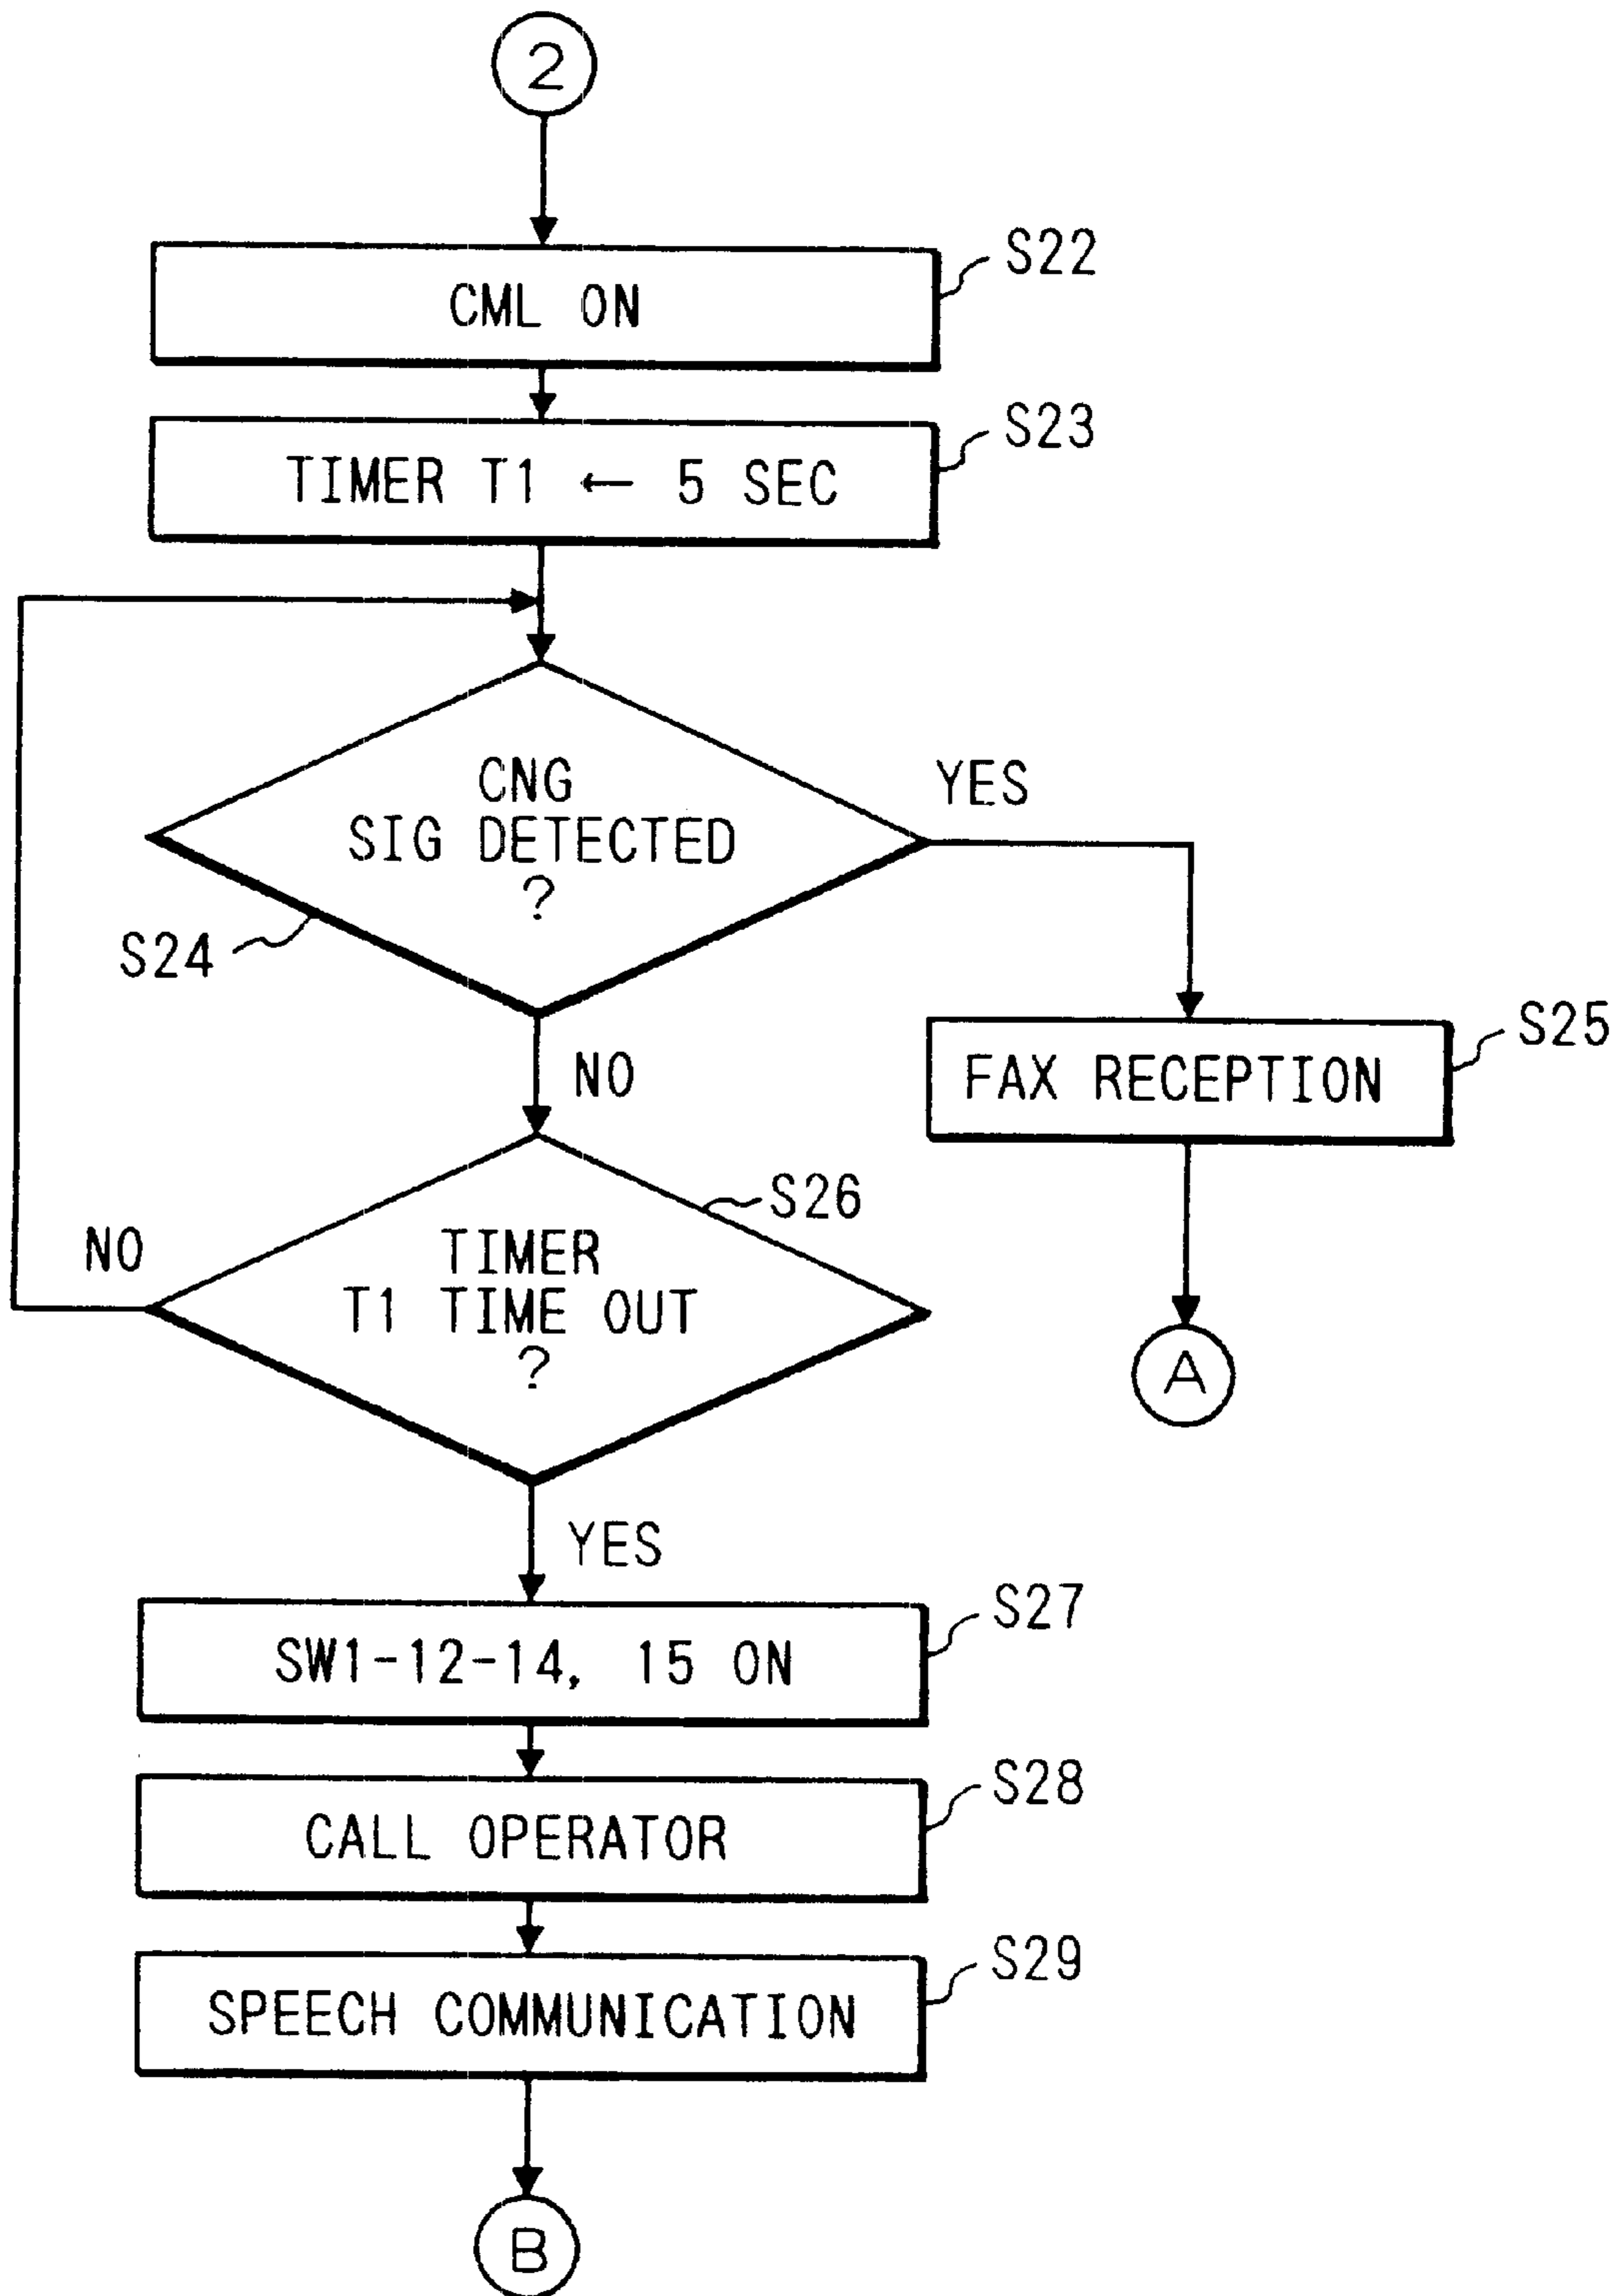 2
CML ON
S22
TIMER T1 ← 5 SEC
S23
CNG
SIG DETECTED
?
YES
S24
NO
FAX RECEPTION
S25
S26
TIMER
T1 TIME OUT
?
NO
A
YES
SW1-12-14, 15 ON
S27
CALL OPERATOR
S28
SPEECH COMMUNICATION
S29
B